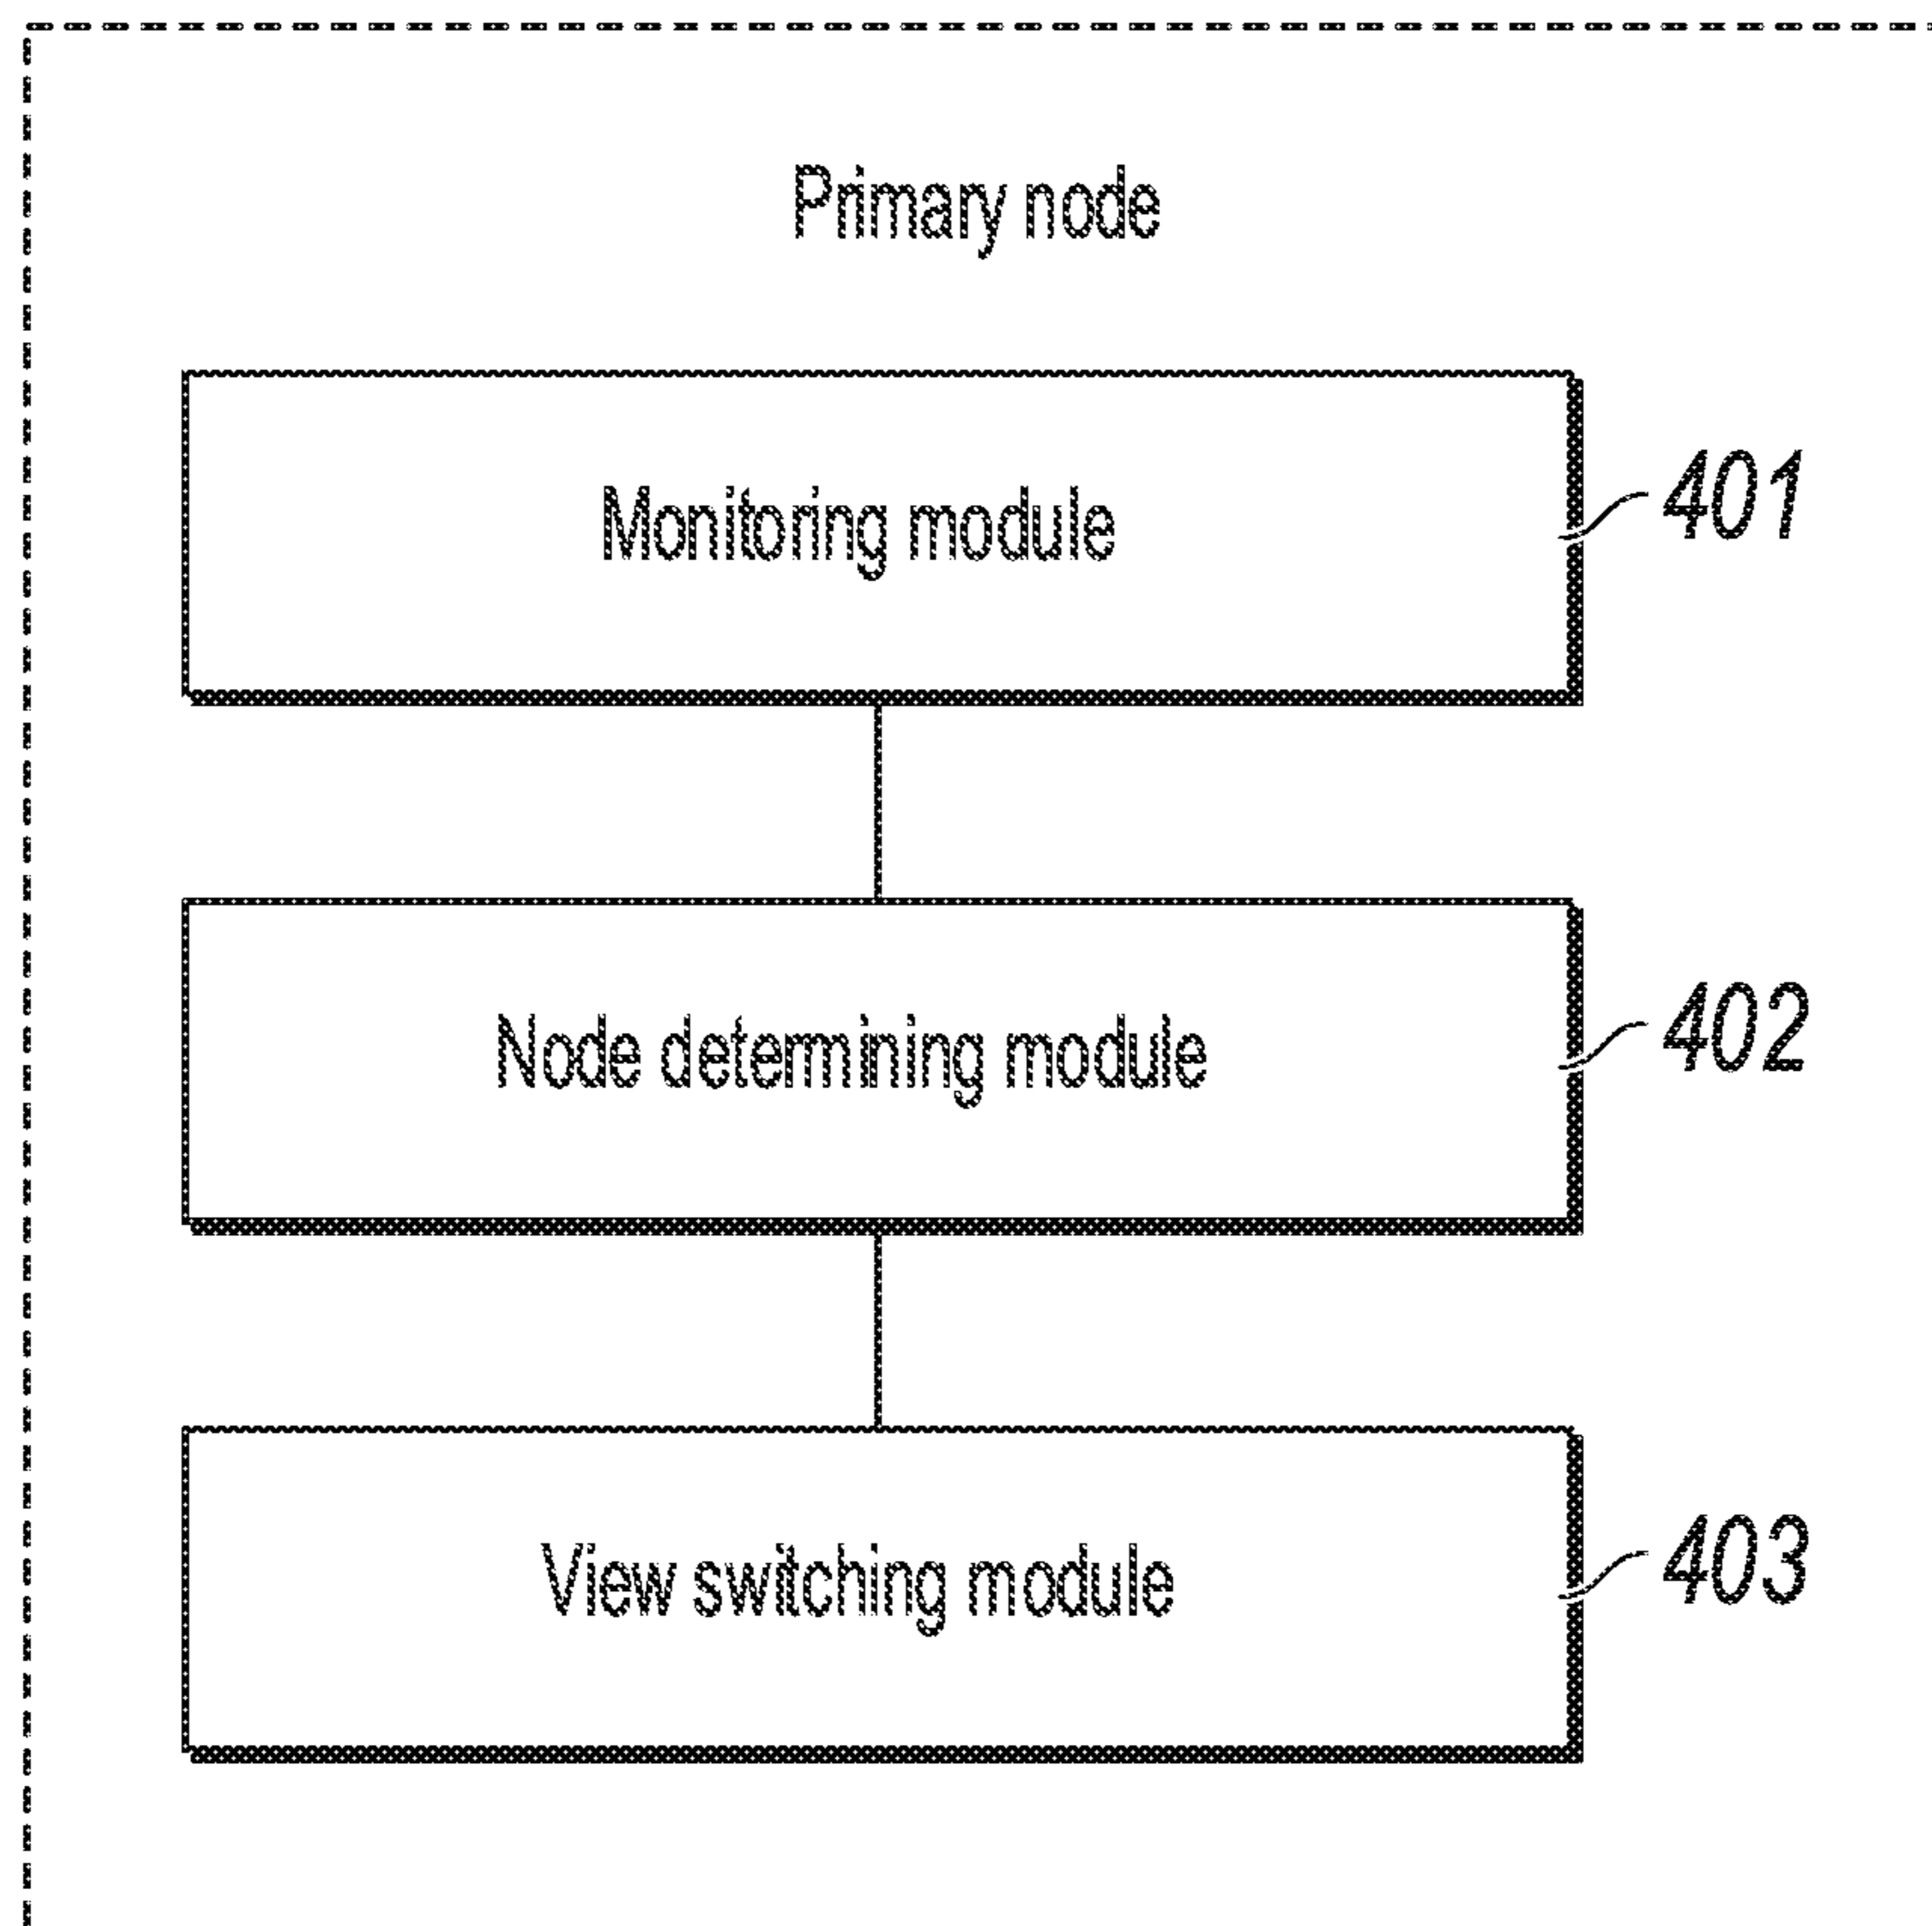 Primary node
Monitoring module
401
Node determining module
402
View switching module
403